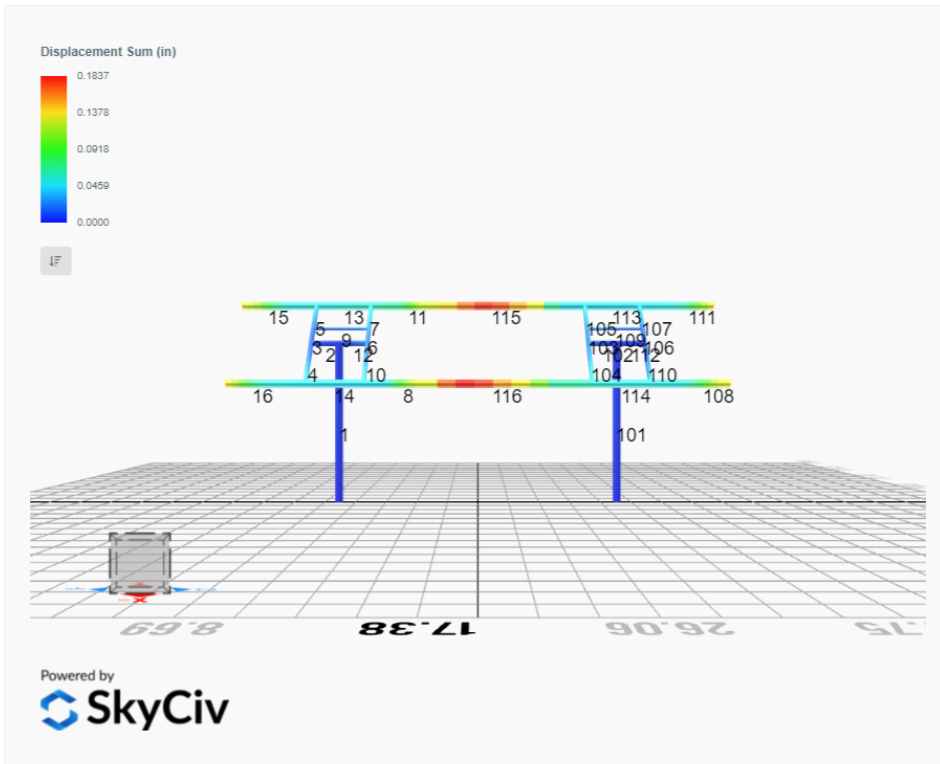 Displacement Sum (in)
0.1837
0.1378
0.0918
0.0459
0.0000
15 13 11 115 113 111
5 7 105 107
9 109
3 2 12 6 103 102 112 106
4 10 104 110
16 14 8 116 114 108
1 101
X
8.69 17.38 26.06
Powered by
SkyCiv